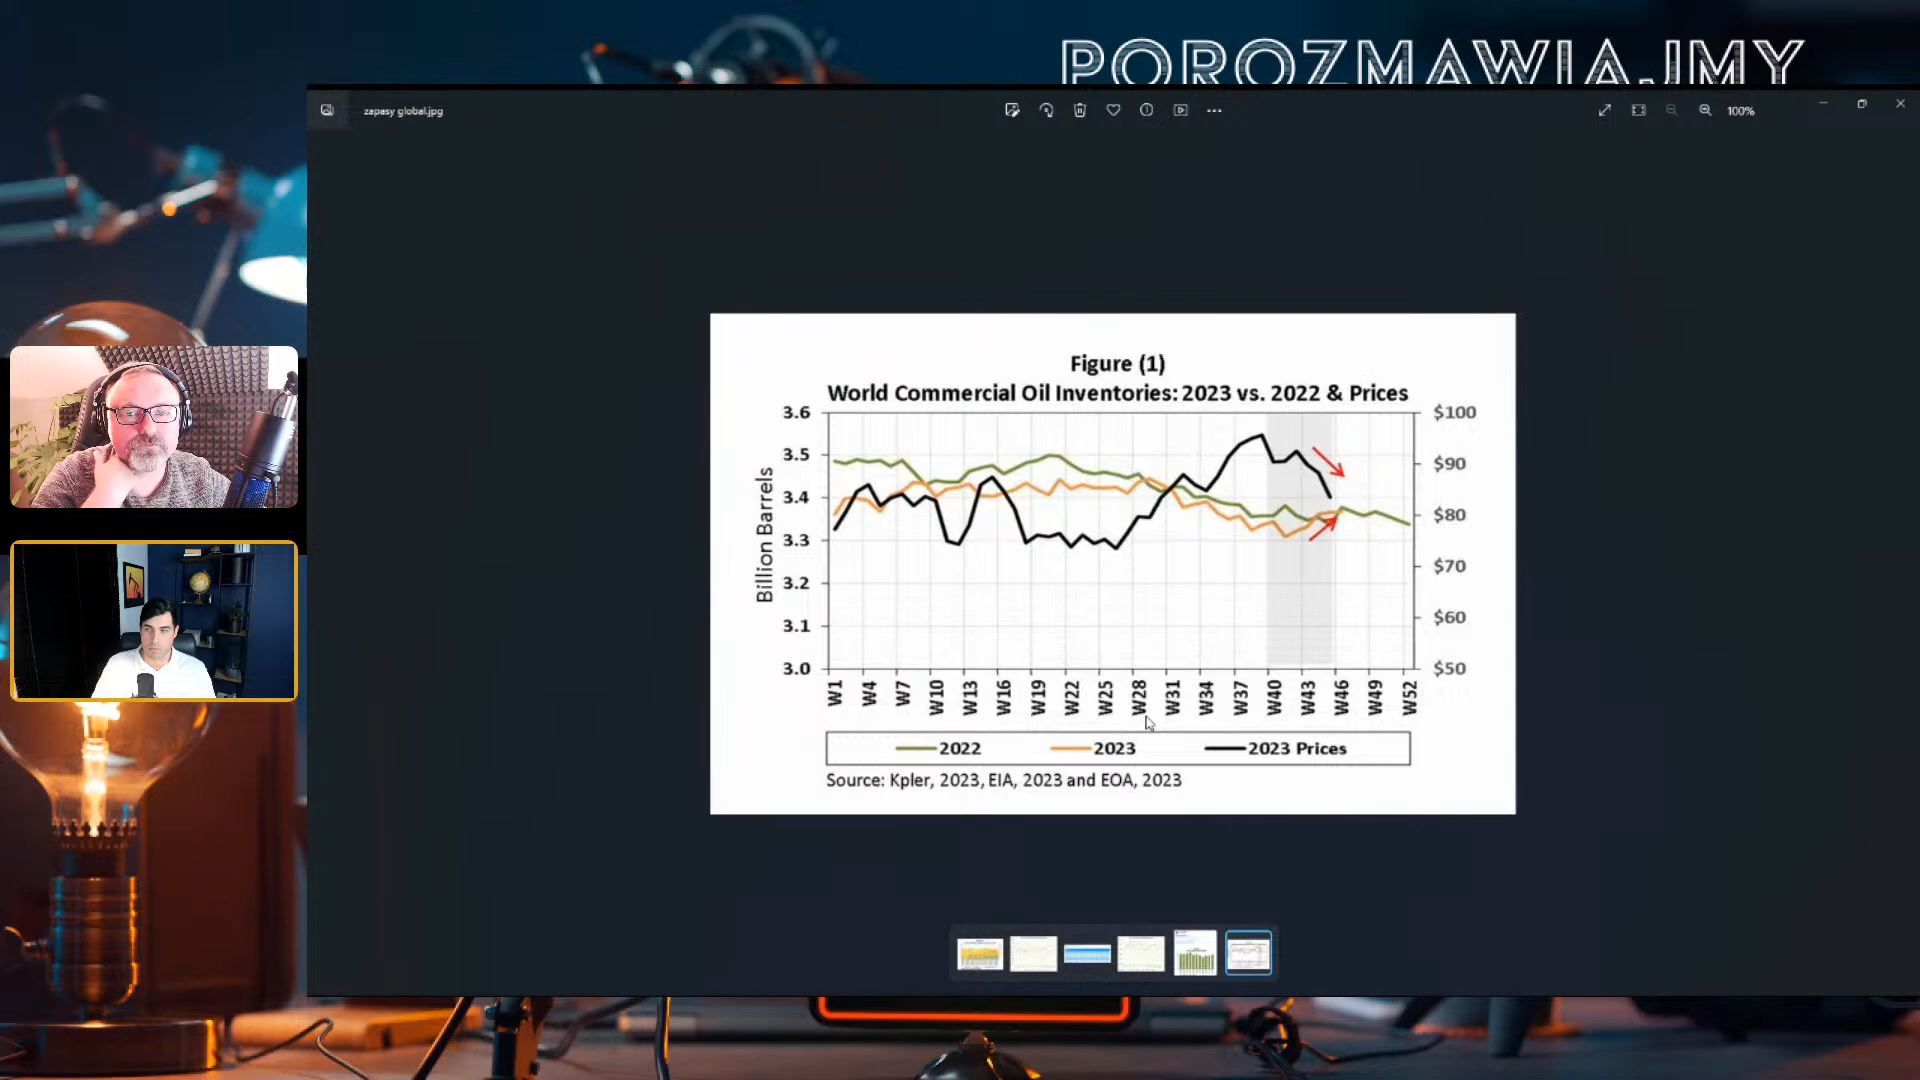 POROZMAWIAJMY
zapasy global.jpg
100%
Figure (1)
World Commercial Oil Inventories: 2023 vs. 2022 & Prices
3.6
3.5
3.4
3.3
3.2
3.1
3.0
Billion Barrels
$100
$90
$80
$70
$60
$50
W1 W4 W7 W10 W13 W16 W19 W22 W25 W28 W31 W34 W37 W40 W43 W46 W49 W52
2022 2023 2023 Prices
Source: Kpler, 2023, EIA, 2023 and EOA, 2023